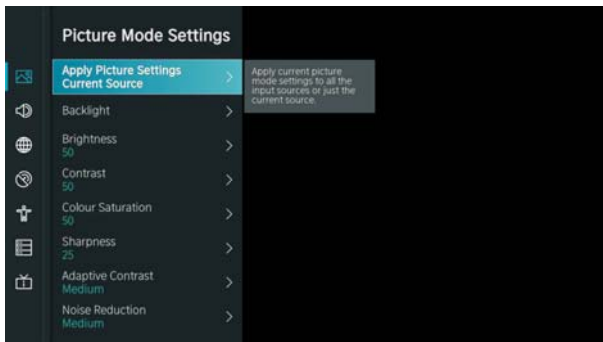 Picture Mode Settings
Apply Picture Settings
Current Source
Apply current picture
mode settings to all the
input sources or just the
current source.
Backlight
Brightness
50
Contrast
50
Colour Saturation
50
Sharpness
25
Adaptive Contrast
Medium
Noise Reduction
Medium